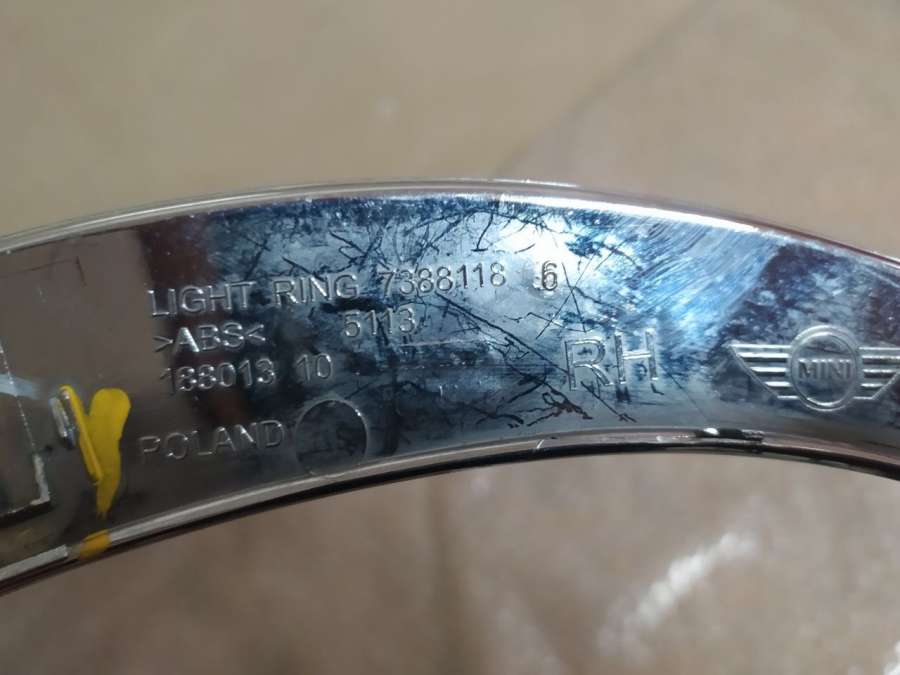 LIGHT RING 7388118 .6
>ABS< 5113
188013 10
POLAND
RH
MINI